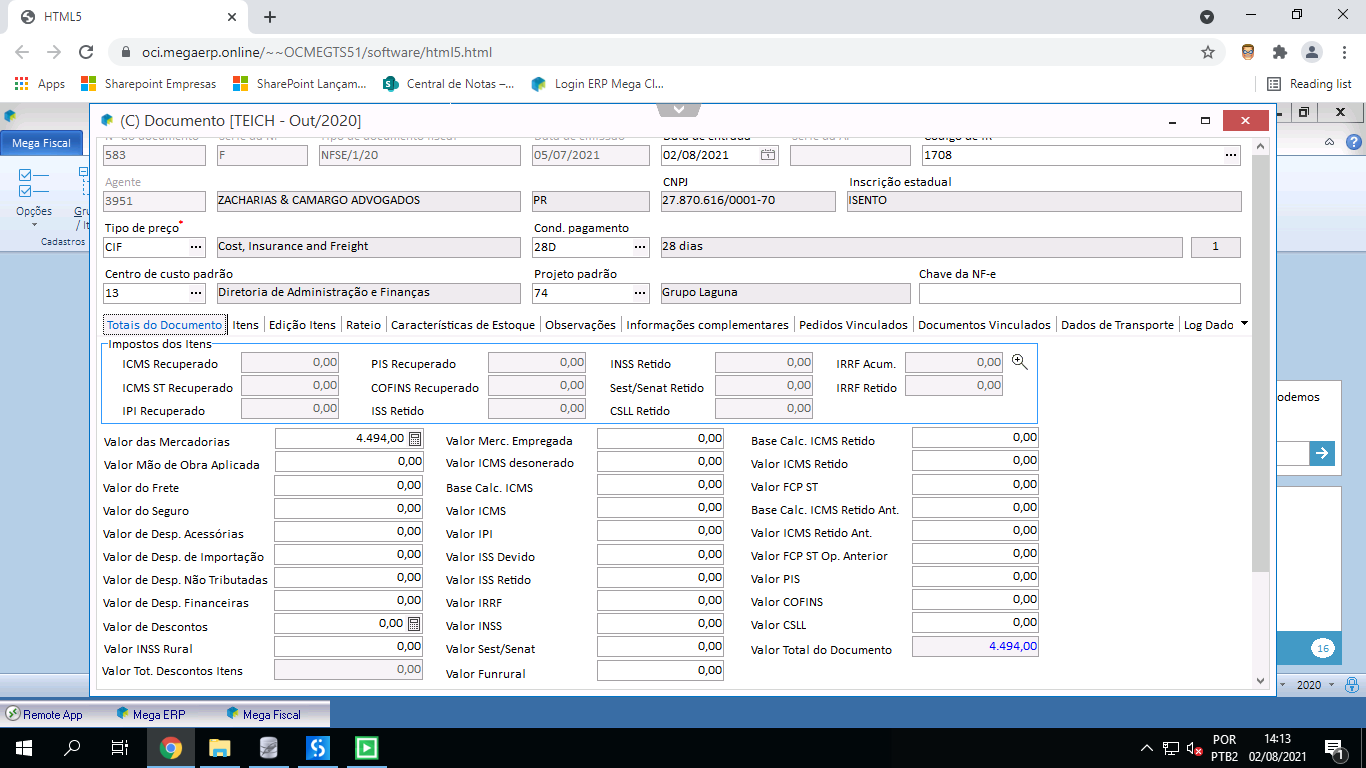 HTML5
oci.megaerp.online/~~OCMEGTS51/software/html5.html
Apps Sharepoint Empresas SharePoint Lançam... Central de Notas –... Login ERP Mega Cl... Reading list
(C) Documento [TEICH - Out/2020]
Mega Fiscal
583 F NFSE/1/20 05/07/2021 02/08/2021 1708
Agente CNPJ Inscrição estadual
3951 ZACHARIAS & CAMARGO ADVOGADOS PR 27.870.616/0001-70 ISENTO
Opções
Cadastros
Tipo de preço* Cond. pagamento
CIF Cost, Insurance and Freight 28D 28 dias 1
Centro de custo padrão Projeto padrão Chave da NF-e
13 Diretoria de Administração e Finanças 74 Grupo Laguna
Totais do Documento Itens Edição Itens Rateio Características de Estoque Observações Informações complementares Pedidos Vinculados Documentos Vinculados Dados de Transporte Log Dado
Impostos dos Itens
ICMS Recuperado 0,00 PIS Recuperado 0,00 INSS Retido 0,00 IRRF Acum. 0,00
ICMS ST Recuperado 0,00 COFINS Recuperado 0,00 Sest/Senat Retido 0,00 IRRF Retido 0,00
IPI Recuperado 0,00 ISS Retido 0,00 CSLL Retido 0,00
Valor das Mercadorias 4.494,00 Valor Merc. Empregada 0,00 Base Calc. ICMS Retido 0,00
Valor Mão de Obra Aplicada 0,00 Valor ICMS desonerado 0,00 Valor ICMS Retido 0,00
Valor do Frete 0,00 Base Calc. ICMS 0,00 Valor FCP ST 0,00
Valor do Seguro 0,00 Valor ICMS 0,00 Base Calc. ICMS Retido Ant. 0,00
Valor de Desp. Acessórias 0,00 Valor IPI 0,00 Valor ICMS Retido Ant. 0,00
Valor de Desp. de Importação 0,00 Valor ISS Devido 0,00 Valor FCP ST Op. Anterior 0,00
Valor de Desp. Não Tributadas 0,00 Valor ISS Retido 0,00 Valor PIS 0,00
Valor de Desp. Financeiras 0,00 Valor IRRF 0,00 Valor COFINS 0,00
Valor de Descontos 0,00 Valor INSS 0,00 Valor CSLL 0,00
Valor INSS Rural 0,00 Valor Sest/Senat 0,00 Valor Total do Documento 4.494,00
Valor Tot. Descontos Itens 0,00 Valor Funrural 0,00
16
2020
Remote App Mega ERP Mega Fiscal
POR 14:13
PTB2 02/08/2021 1